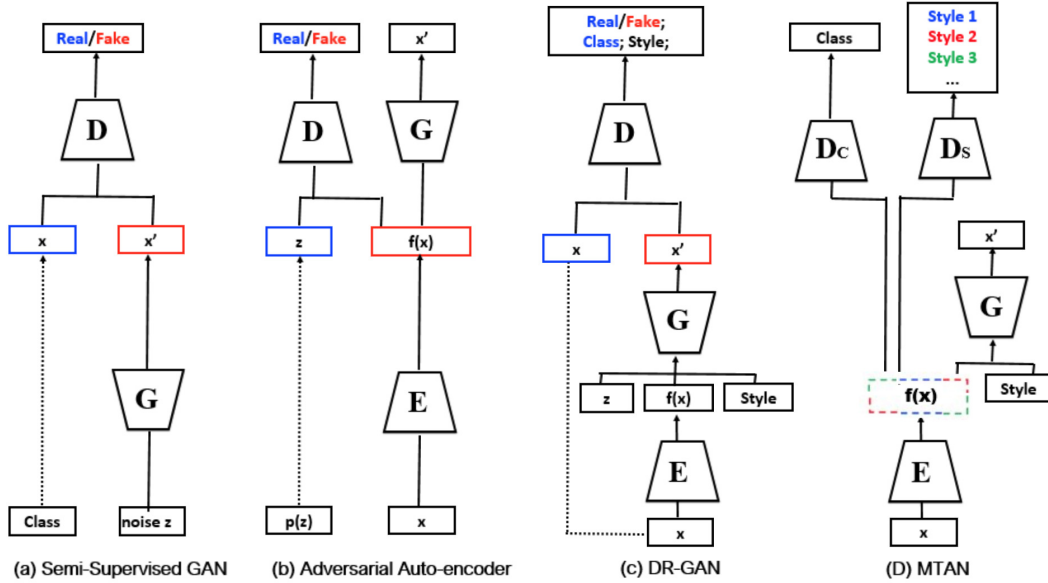 Real/Fake
D
x
x'
G
Class
noise z
(a) Semi-Supervised GAN
Real/Fake
x'
D
G
z
f(x)
E
p(z)
x
(b) Adversarial Auto-encoder
Real/Fake;
Class; Style;
D
x
x'
G
z
f(x)
Style
E
x
(c) DR-GAN
Class
Style 1
Style 2
Style 3
...
DC
DS
x'
G
f(x)
Style
E
x
(D) MTAN